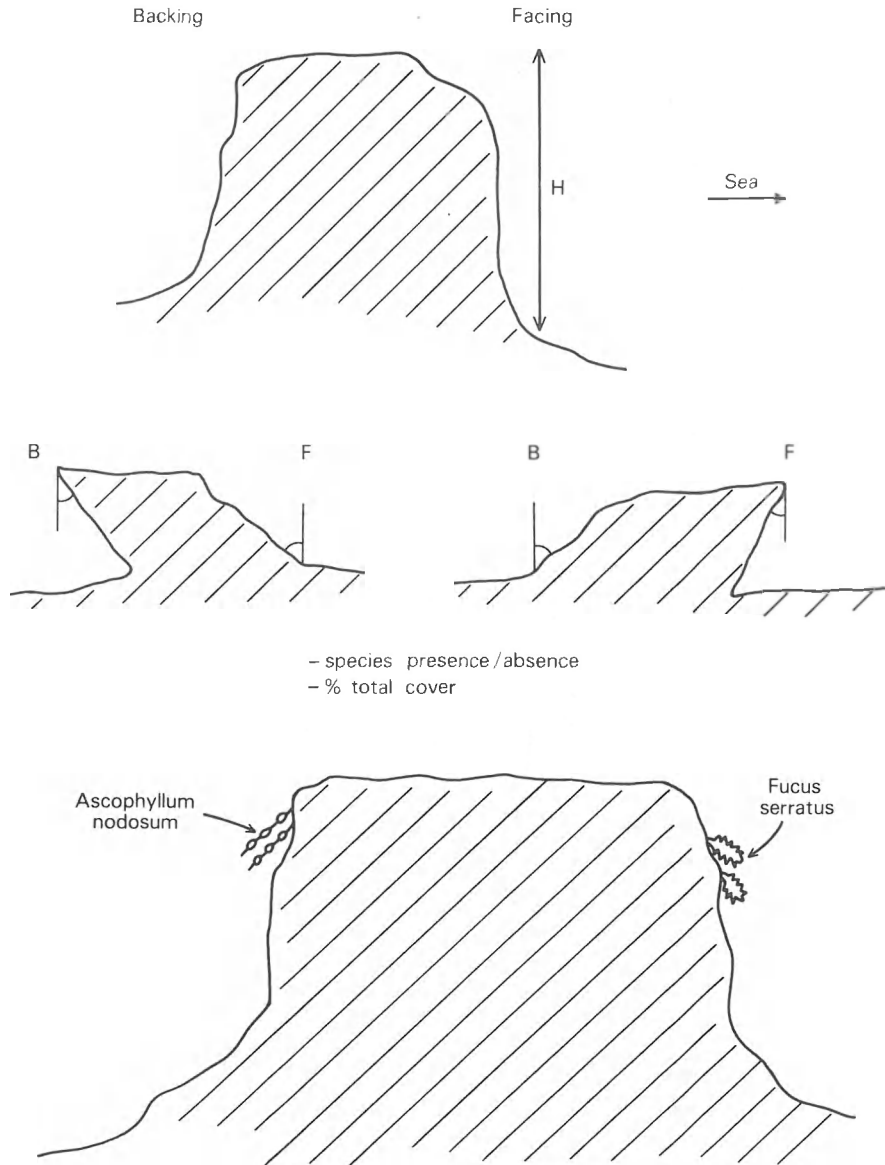 Backing
Facing
H
Sea
B
F
B
F
– species presence/absence
– % total cover
Ascophyllum
nodosum
Fucus
serratus